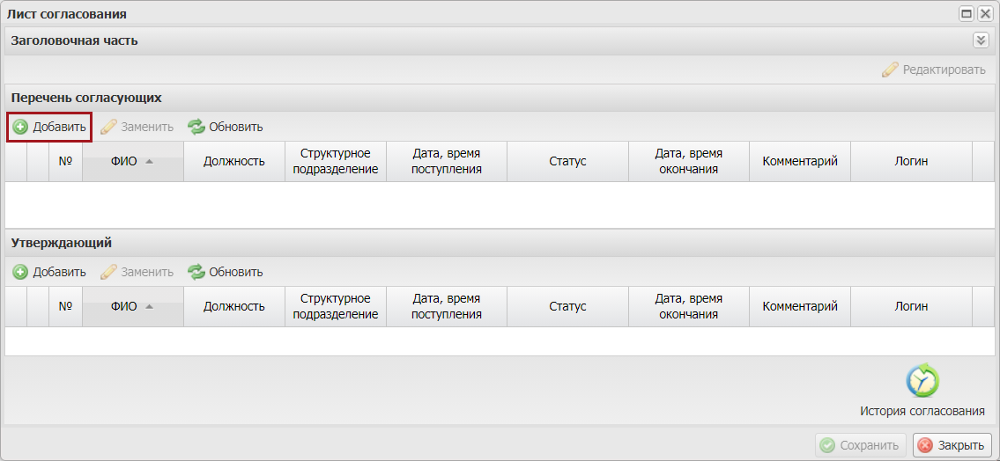 Лист согласования
Заголовочная часть
Редактировать
Перечень согласующих
Добавить Заменить Обновить
№ ФИО Должность Структурное подразделение Дата, время поступления Статус Дата, время окончания Комментарий Логин
Утверждающий
Добавить Заменить Обновить
№ ФИО Должность Структурное подразделение Дата, время поступления Статус Дата, время окончания Комментарий Логин
История согласования
Сохранить Закрыть